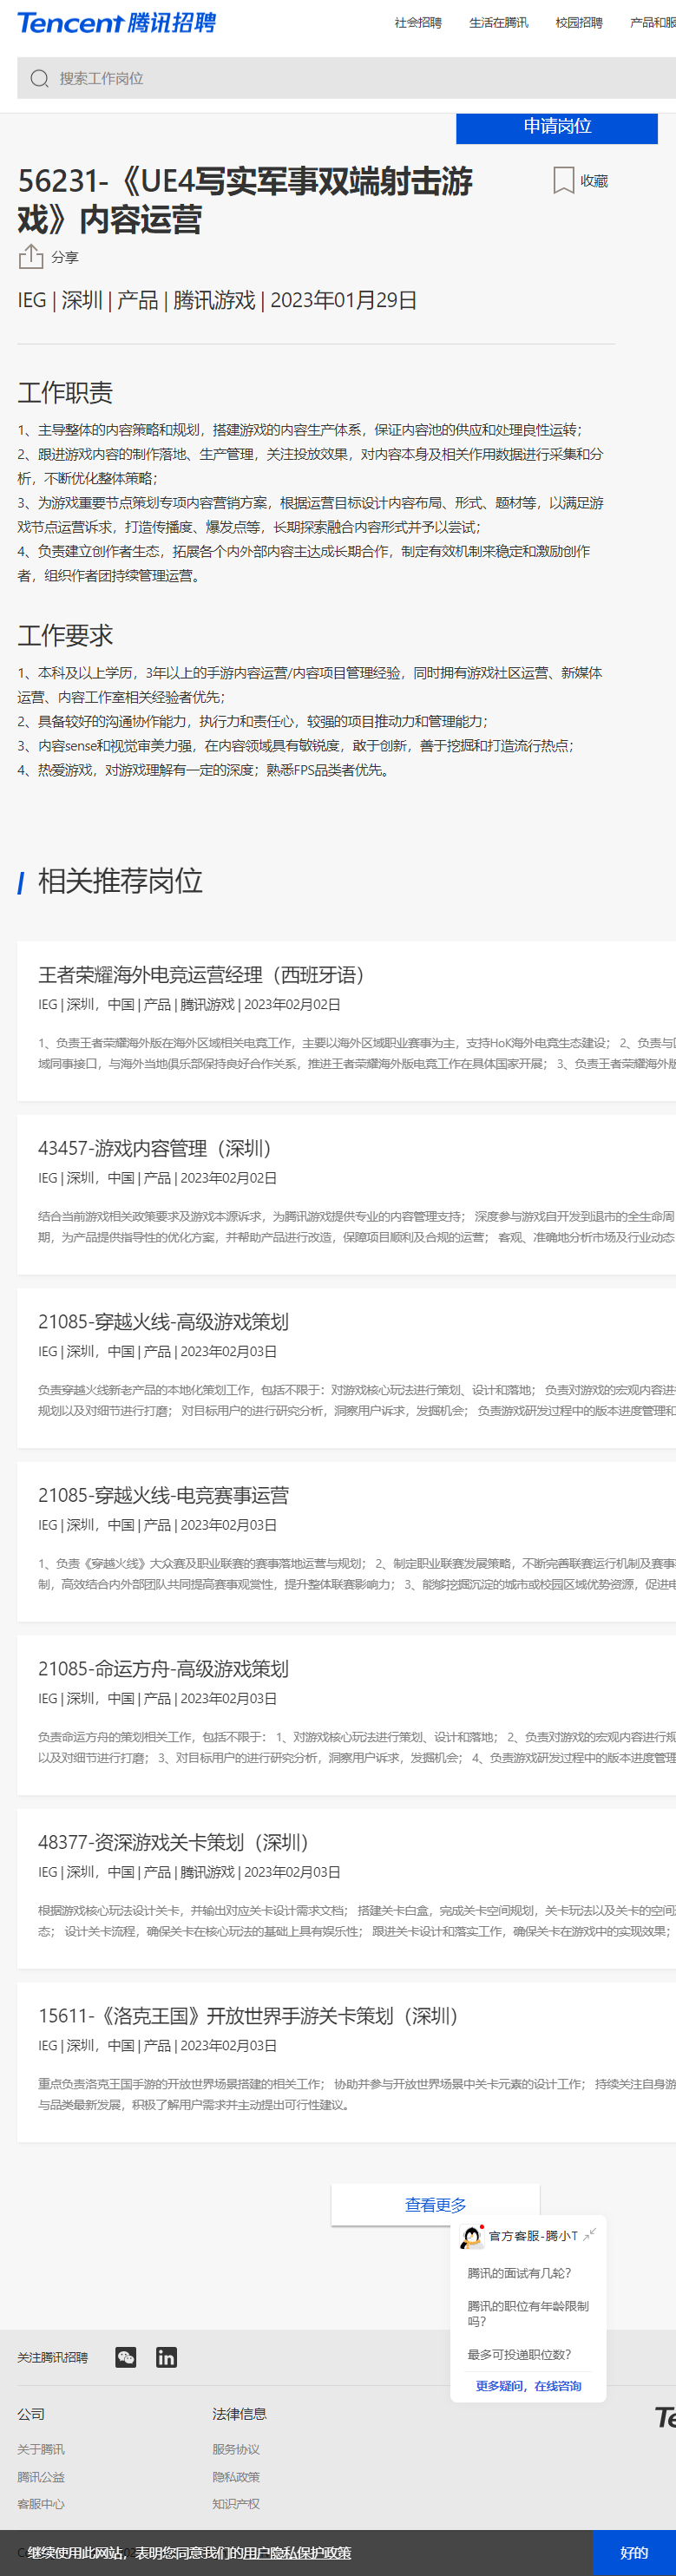 Tencent 腾讯招聘
社会招聘 生活在腾讯 校园招聘 产品和服
搜索工作岗位
申请岗位
56231-《UE4写实军事双端射击游
戏》内容运营
收藏
分享
IEG | 深圳 | 产品 | 腾讯游戏 | 2023年01月29日
工作职责
1、主导整体的内容策略和规划，搭建游戏的内容生产体系，保证内容池的供应和处理良性运转；
2、跟进游戏内容的制作落地、生产管理，关注投放效果，对内容本身及相关作用数据进行采集和分
析，不断优化整体策略；
3、为游戏重要节点策划专项内容营销方案，根据运营目标设计内容布局、形式、题材等，以满足游
戏节点运营诉求，打造传播度、爆发点等，长期探索融合内容形式并予以尝试；
4、负责建立创作者生态，拓展各个内外部内容主达成长期合作，制定有效机制来稳定和激励创作
者，组织作者团持续管理运营。
工作要求
1、本科及以上学历，3年以上的手游内容运营/内容项目管理经验，同时拥有游戏社区运营、新媒体
运营、内容工作室相关经验者优先；
2、具备较好的沟通协作能力，执行力和责任心，较强的项目推动力和管理能力；
3、内容sense和视觉审美力强，在内容领域具有敏锐度，敢于创新，善于挖掘和打造流行热点；
4、热爱游戏，对游戏理解有一定的深度；熟悉FPS品类者优先。
相关推荐岗位
王者荣耀海外电竞运营经理（西班牙语）
IEG | 深圳，中国 | 产品 | 腾讯游戏 | 2023年02月02日
1、负责王者荣耀海外版在海外区域相关电竞工作，主要以海外区域职业赛事为主，支持HoK海外电竞生态建设； 2、负责与
域同事接口，与海外当地俱乐部保持良好合作关系，推进王者荣耀海外版电竞工作在具体国家开展； 3、负责王者荣耀海外版
43457-游戏内容管理（深圳）
IEG | 深圳，中国 | 产品 | 2023年02月02日
结合当前游戏相关政策要求及游戏本源诉求，为腾讯游戏提供专业的内容管理支持； 深度参与游戏自开发到退市的全生命周
期，为产品提供指导性的优化方案，并帮助产品进行改造，保障项目顺利及合规的运营； 客观、准确地分析市场及行业动态
21085-穿越火线-高级游戏策划
IEG | 深圳，中国 | 产品 | 2023年02月03日
负责穿越火线新老产品的本地化策划工作，包括不限于：对游戏核心玩法进行策划、设计和落地； 负责对游戏的宏观内容进
规划以及对细节进行打磨； 对目标用户的进行研究分析，洞察用户诉求，发掘机会； 负责游戏研发过程中的版本进度管理和
21085-穿越火线-电竞赛事运营
IEG | 深圳，中国 | 产品 | 2023年02月03日
1、负责《穿越火线》大众赛及职业联赛的赛事落地运营与规划； 2、制定职业联赛发展策略，不断完善联赛运行机制及赛事
制，高效结合内外部团队共同提高赛事观赏性，提升整体联赛影响力； 3、能够挖掘沉淀的城市或校园区域优势资源，促进电
21085-命运方舟-高级游戏策划
IEG | 深圳，中国 | 产品 | 2023年02月03日
负责命运方舟的策划相关工作，包括不限于： 1、对游戏核心玩法进行策划、设计和落地； 2、负责对游戏的宏观内容进行规
以及对细节进行打磨； 3、对目标用户的进行研究分析，洞察用户诉求，发掘机会； 4、负责游戏研发过程中的版本进度管理
48377-资深游戏关卡策划（深圳）
IEG | 深圳，中国 | 产品 | 腾讯游戏 | 2023年02月03日
根据游戏核心玩法设计关卡，并输出对应关卡设计需求文档； 搭建关卡白盒，完成关卡空间规划，关卡玩法以及关卡的空间
态； 设计关卡流程，确保关卡在核心玩法的基础上具有娱乐性； 跟进关卡设计和落实工作，确保关卡在游戏中的实现效果；
15611-《洛克王国》开放世界手游关卡策划（深圳）
IEG | 深圳，中国 | 产品 | 2023年02月03日
重点负责洛克王国手游的开放世界场景搭建的相关工作； 协助并参与开放世界场景中关卡元素的设计工作； 持续关注自身游
与品类最新发展，积极了解用户需求并主动提出可行性建议。
查看更多
官方客服-腾小T
腾讯的面试有几轮？
腾讯的职位有年龄限制
吗？
最多可投递职位数？
更多疑问，在线咨询
关注腾讯招聘
公司 法律信息
Te
关于腾讯 服务协议
腾讯公益 隐私政策
客服中心 知识产权
继续使用此网站，表明您同意我们的用户隐私保护政策
好的